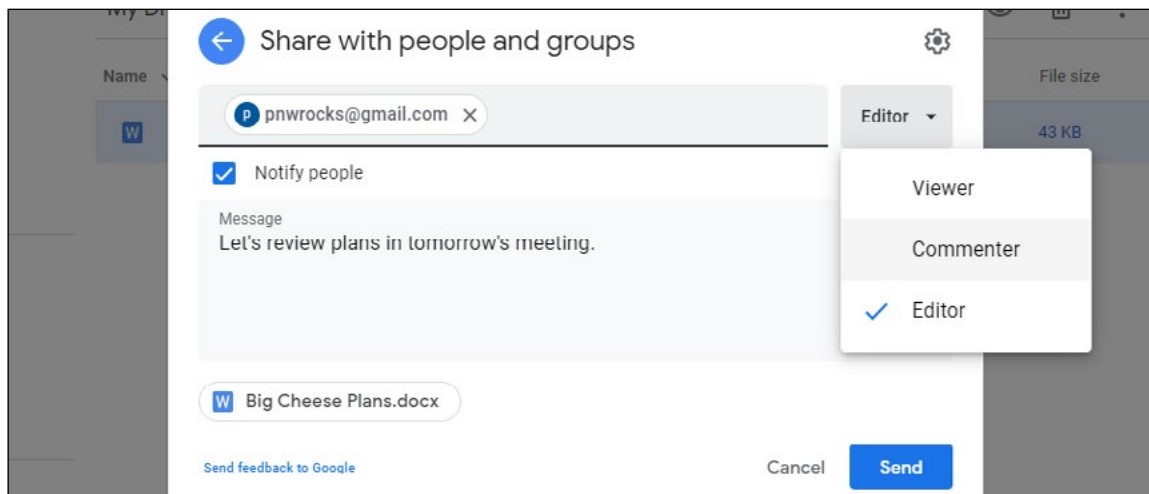 Share with people and groups
Name
File size
p pnwrocks@gmail.com
Editor
W
43 KB
Notify people
Viewer
Message
Let's review plans in tomorrow's meeting.
Commenter
Editor
W Big Cheese Plans.docx
Send feedback to Google
Cancel
Send